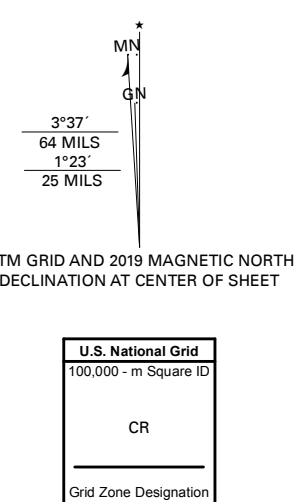 ★
MN
GN
3°37´
64 MILS
1°23´
25 MILS
TM GRID AND 2019 MAGNETIC NORTH
DECLINATION AT CENTER OF SHEET
U.S. National Grid
100,000 - m Square ID
CR
Grid Zone Designation